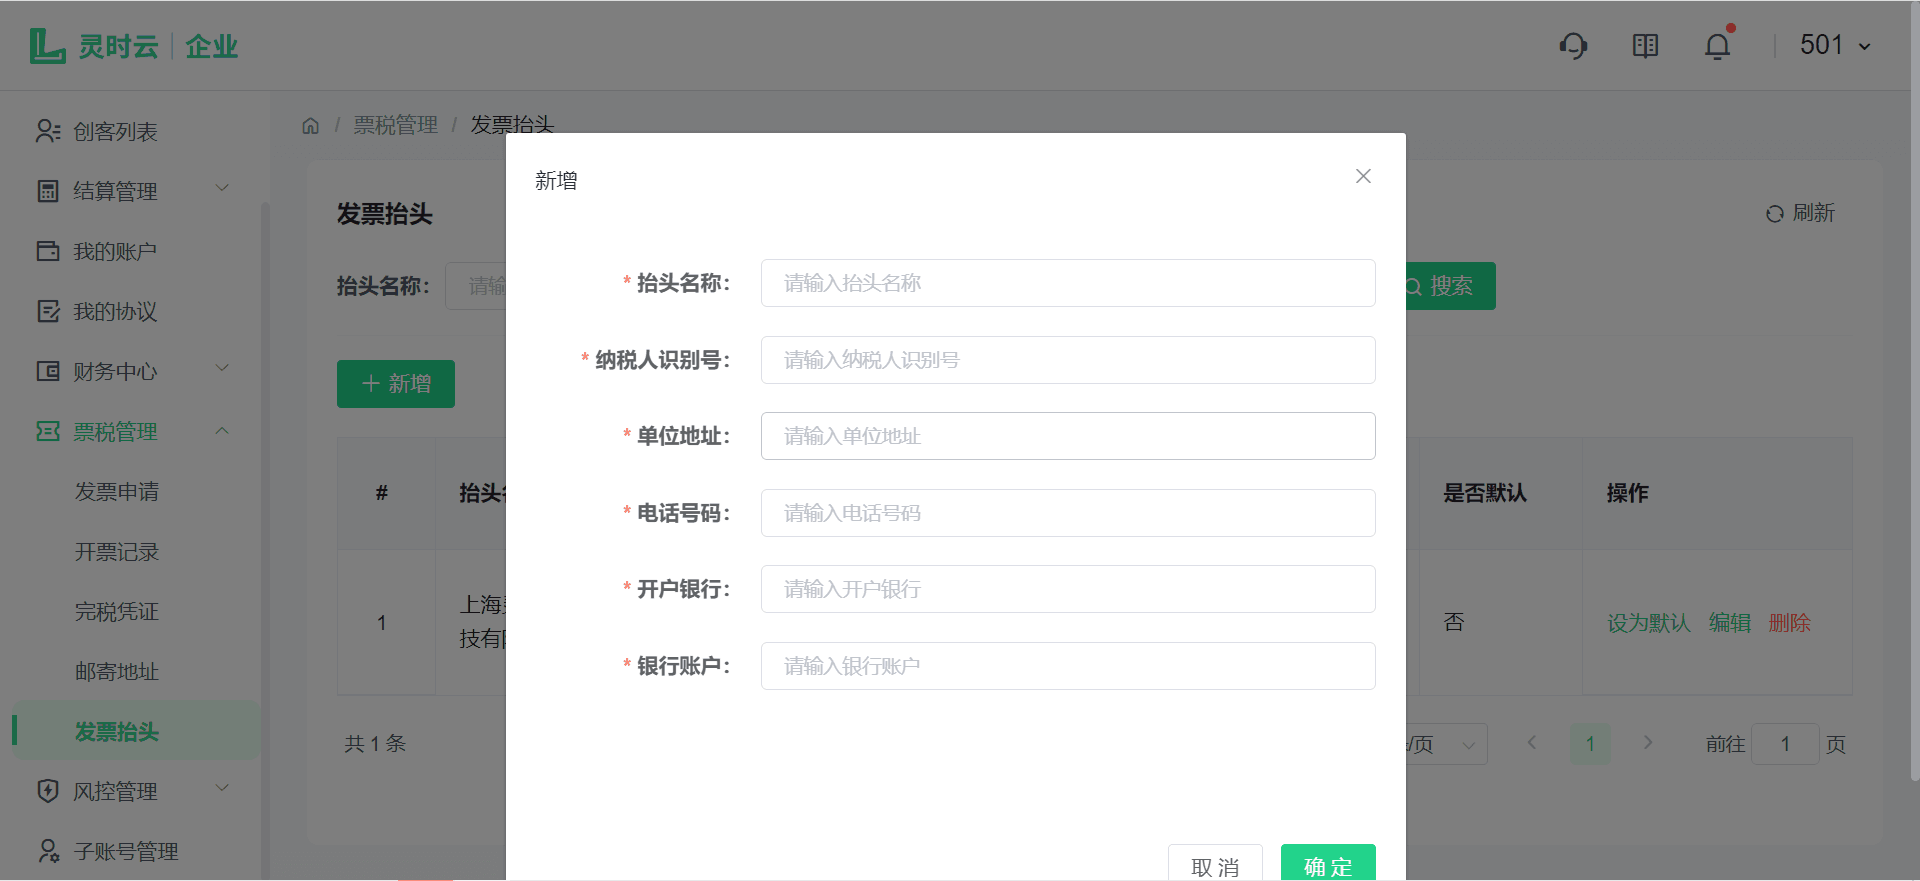 灵时云 企业
501
创客列表
结算管理
我的账户
我的协议
财务中心
票税管理
发票申请
开票记录
完税凭证
邮寄地址
发票抬头
风控管理
子账号管理
/ 票税管理 / 发票抬头
发票抬头
刷新
抬头名称：
请输
搜索
新增
# 抬头 是否默认 操作
1 上海 否 设为默认 编辑 删除
技有
共 1 条
/页 1 前往 1 页
新增
* 抬头名称： 请输入抬头名称
* 纳税人识别号： 请输入纳税人识别号
* 单位地址： 请输入单位地址
* 电话号码： 请输入电话号码
* 开户银行： 请输入开户银行
* 银行账户： 请输入银行账户
取消 确定